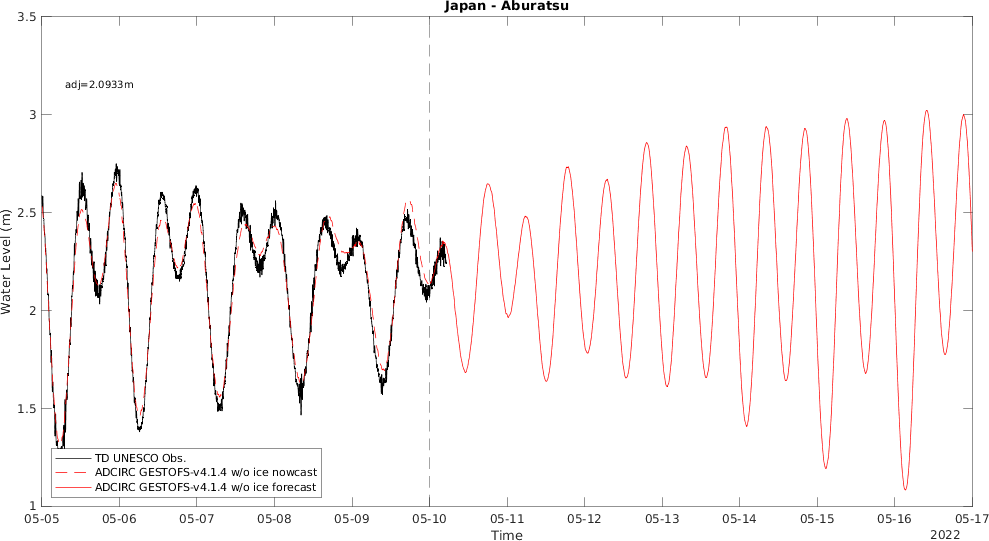 Japan - Aburatsu
3.5
3
2.5
2
1.5
1
Water Level (m)
adj=2.0933m
TD UNESCO Obs.
ADCIRC GESTOFS-v4.1.4 w/o ice nowcast
ADCIRC GESTOFS-v4.1.4 w/o ice forecast
05-05 05-06 05-07 05-08 05-09 05-10 05-11 05-12 05-13 05-14 05-15 05-16 05-17
Time
2022